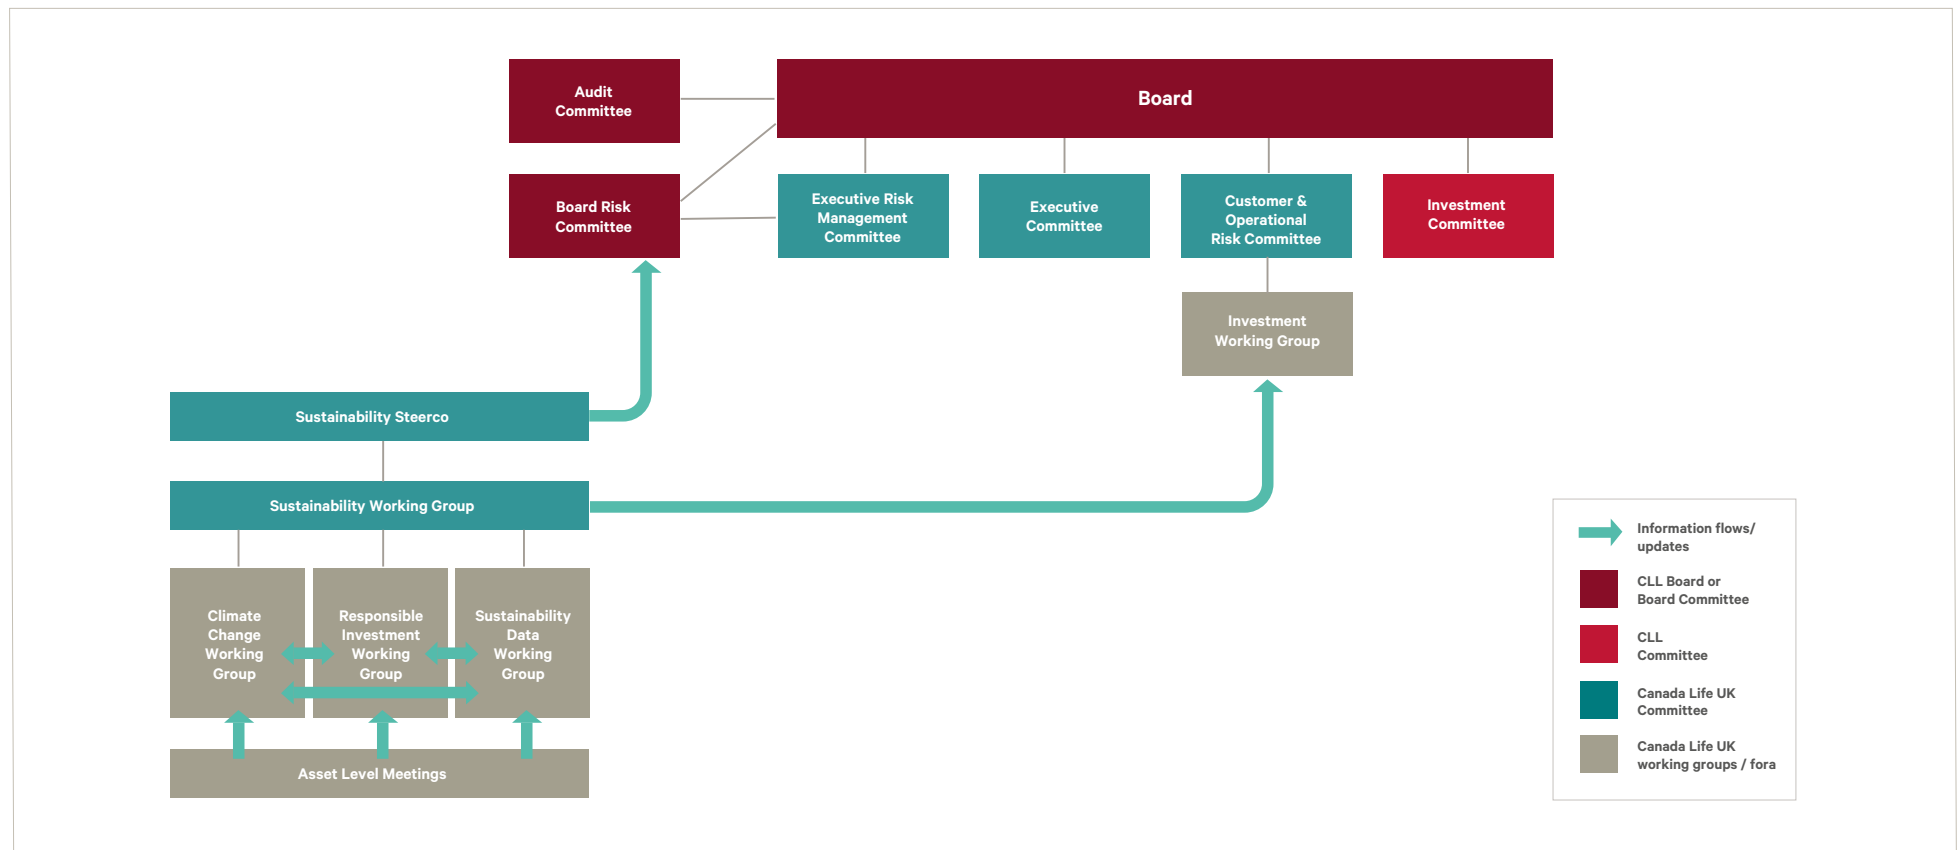 Audit
Committee
Board
Board Risk
Committee
Executive Risk
Management
Committee
Executive
Committee
Customer &
Operational
Risk Committee
Investment
Committee
Investment
Working Group
Sustainability Steerco
Sustainability Working Group
Climate
Change
Working
Group
Responsible
Investment
Working
Group
Sustainability
Data
Working
Group
Asset Level Meetings
Information flows/
updates
CLL Board or
Board Committee
CLL
Committee
Canada Life UK
Committee
Canada Life UK
working groups / fora